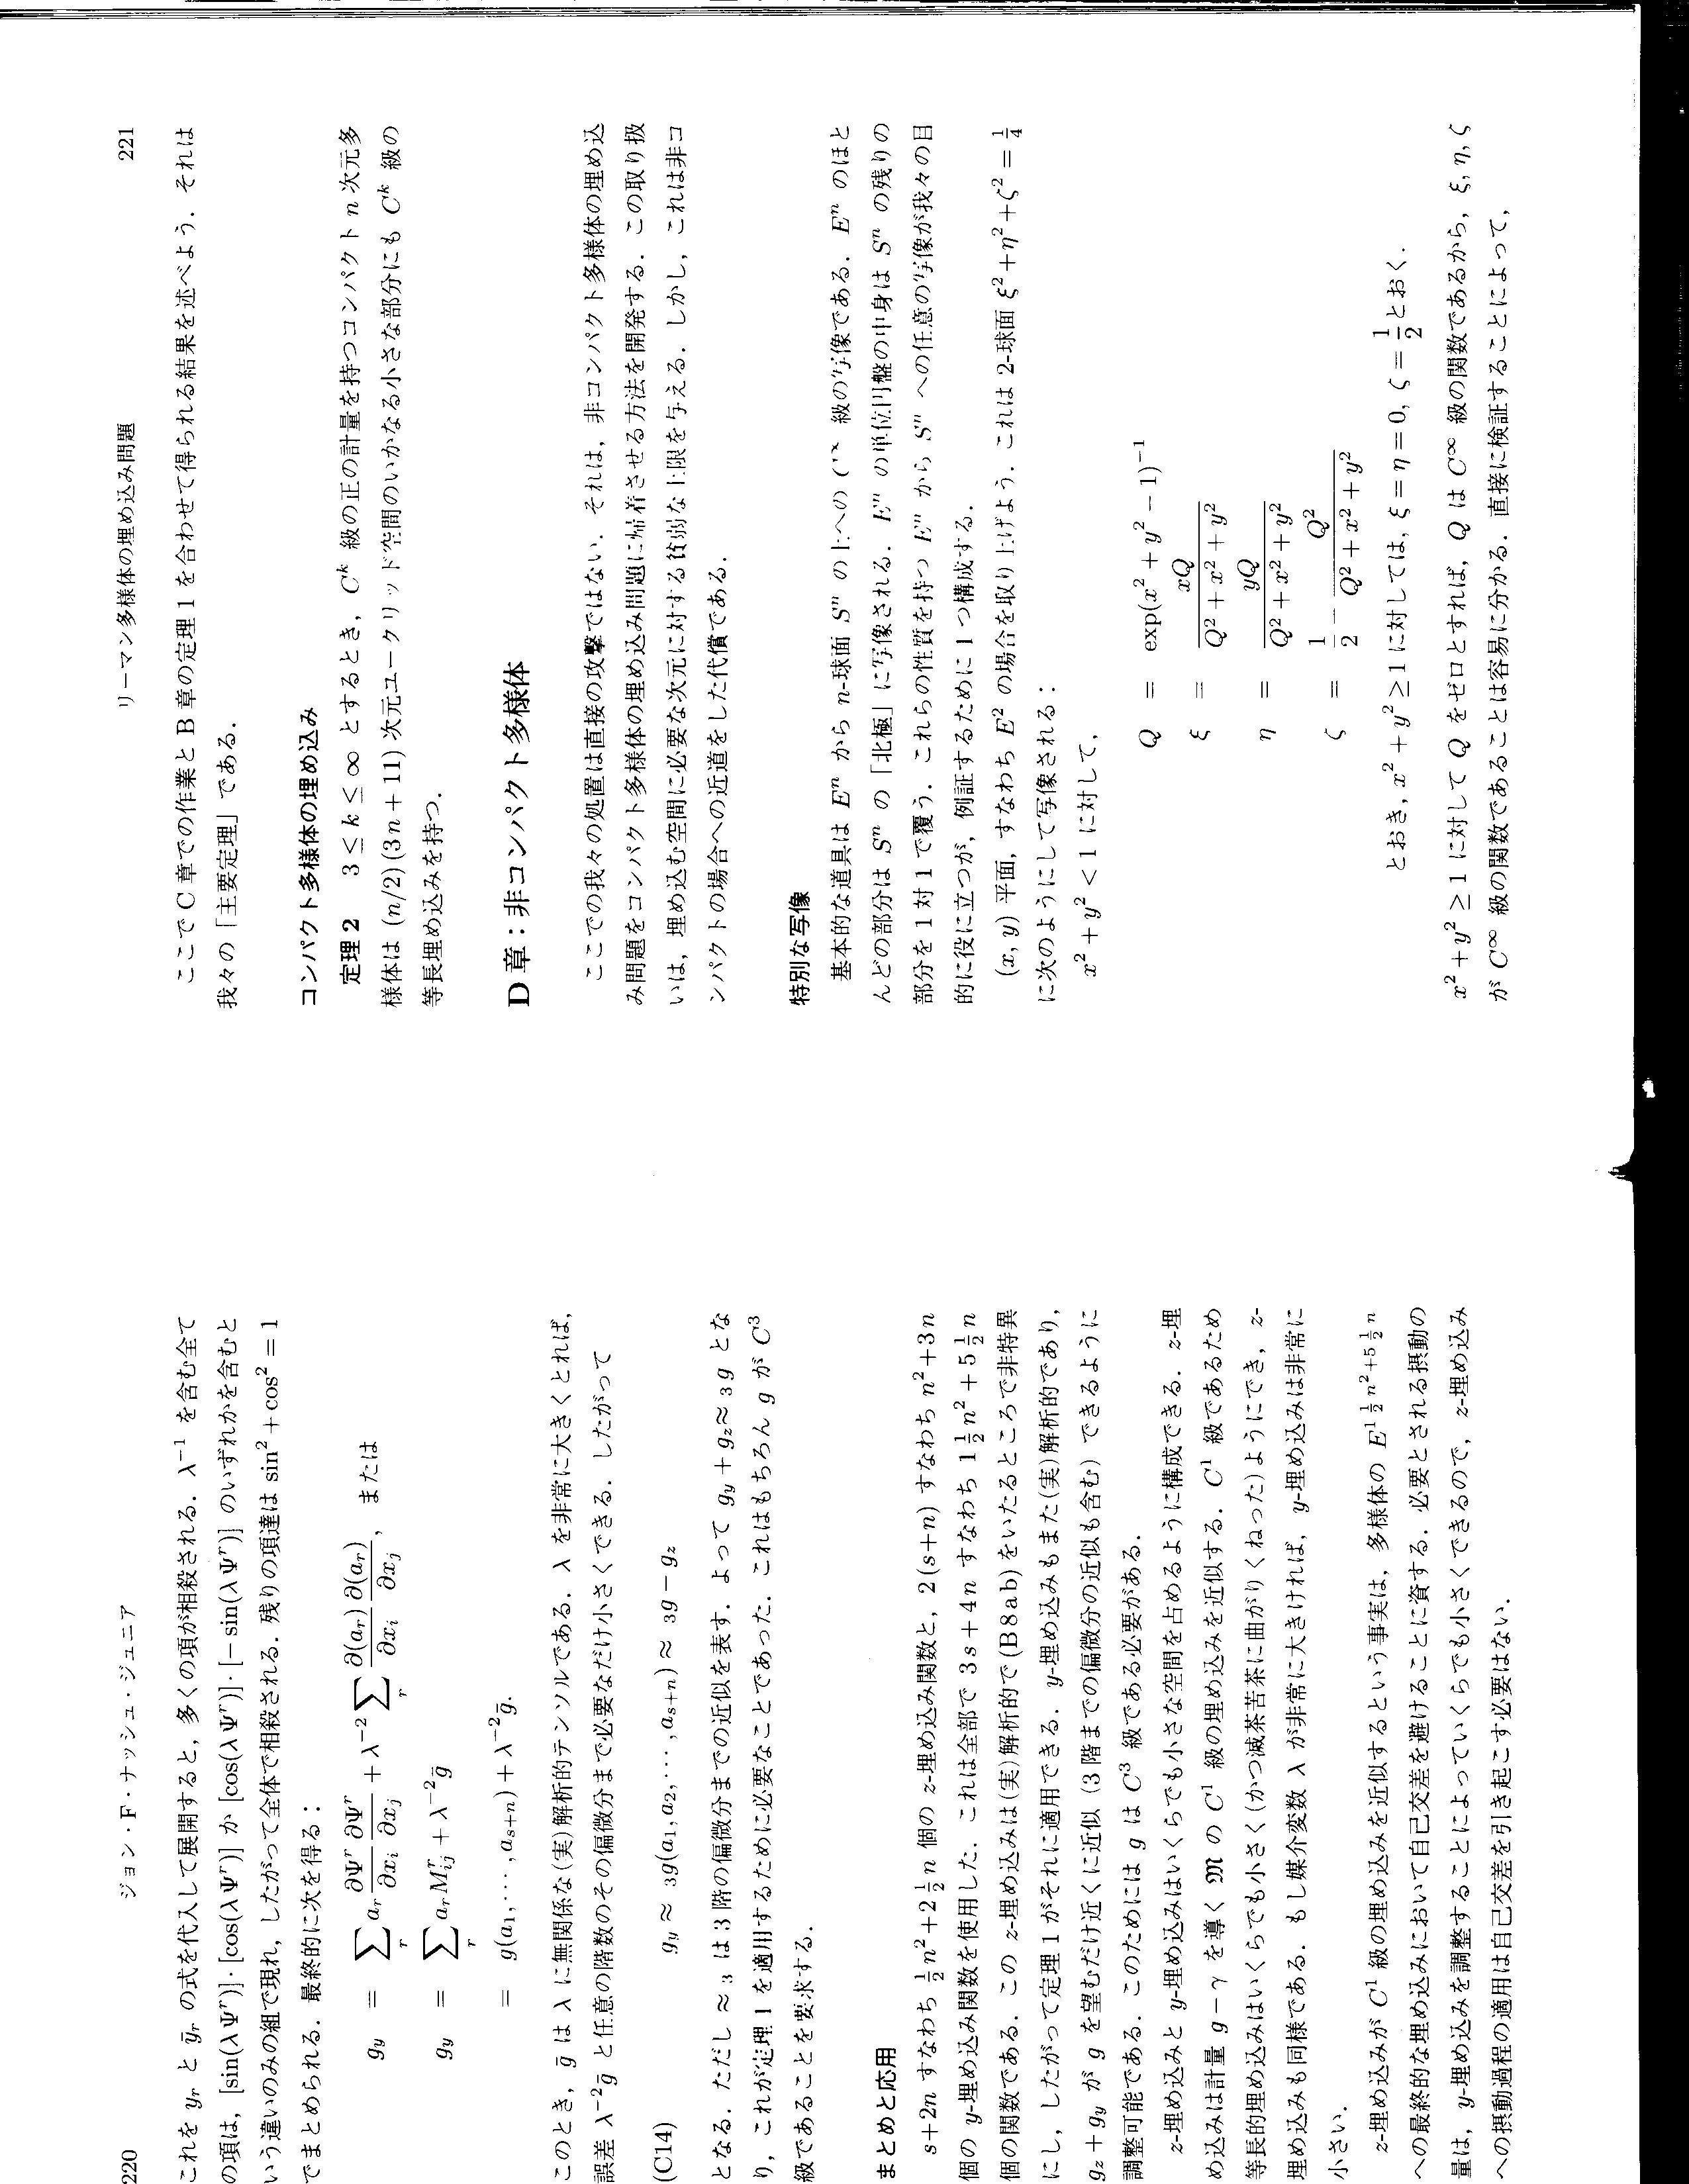 220　ジョン・F・ナッシュ・ジュニア
これを $y_r$ と $\bar{y}_r$ の式を代入して展開すると，多くの項が相殺される．$\lambda^{-1}$ を含む全て
の項は，$[\sin(\lambda\Psi^r)]\cdot[\cos(\lambda\Psi^r)]$ か $[\cos(\lambda\Psi^r)]\cdot[-\sin(\lambda\Psi^r)]$ のいずれかを含むと
いう違いのみの組で現れ，したがって全体で相殺される．残りの項達は $\sin^2+\cos^2=1$
でまとめられる．最終的に次を得る：
$g_y = \sum_r a_r \frac{\partial\Psi^r}{\partial x_i}\frac{\partial\Psi^r}{\partial x_j} + \lambda^{-2}\sum_r \frac{\partial(a_r)}{\partial x_i}\frac{\partial(a_r)}{\partial x_j}$，または
$g_y = \sum_r a_r M_{ij}^r + \lambda^{-2}\bar{g}$
$= g(a_1,\cdots,a_{s+n}) + \lambda^{-2}\bar{g}.$
このとき，$\bar{g}$ は $\lambda$ に無関係な(実)解析的テンソルである．$\lambda$ を非常に大きくとれば，
誤差 $\lambda^{-2}\bar{g}$ と任意の階数のその偏微分まで必要なだけ小さくできる．したがって
(C14)　$g_y \approx_3 g(a_1,a_2,\cdots,a_{s+n}) \approx_3 g-g_z$
となる．ただし $\approx_3$ は 3 階の偏微分までの近似を表す．よって $g_y+g_z \approx_3 g$ とな
り，これが定理 1 を適用するために必要なことであった．これはもちろん $g$ が $C^3$
級であることを要求する．
まとめと応用
$s+2n$ すなわち $\frac{1}{2}n^2+2\frac{1}{2}n$ 個の $z$-埋め込み関数と，$2(s+n)$ すなわち $n^2+3n$
個の $y$-埋め込み関数を使用した．これは全部で $3s+4n$ すなわち $1\frac{1}{2}n^2+5\frac{1}{2}n$
個の関数である．この $z$-埋め込みは(実)解析的で(B8ab)をいたるところで非特異
にし，したがって定理 1 がそれに適用できる．$y$-埋め込みもまた(実)解析的であり，
$g_z+g_y$ が $g$ を望むだけ近くに近似 (3 階までの偏微分の近似も含む) できるように
調整可能である．このためには $g$ は $C^3$ 級である必要がある．
$z$-埋め込みと $y$-埋め込みはいくらでも小さな空間を占めるように構成できる．$z$-埋
め込みは計量 $g-\gamma$ を導く $\mathfrak{M}$ の $C^1$ 級の埋め込みを近似する．$C^1$ 級であるため
等長的埋め込みはいくらでも小さく(かつ滅茶苦茶に曲がりくねった)ようにでき，$z$-
埋め込みも同様である．もし媒介変数 $\lambda$ が非常に大きければ，$y$-埋め込みは非常に
小さい．
$z$-埋め込みが $C^1$ 級の埋め込みを近似するという事実は，多様体の $E^{1\frac{1}{2}n^2+5\frac{1}{2}n}$
への最終的な埋め込みにおいて自己交差を避けることに資する．必要とされる摂動の
量は，$y$-埋め込みを調整することによっていくらでも小さくできるので，$z$-埋め込み
への摂動過程の適用は自己交差を引き起こす必要はない．
リーマン多様体の埋め込み問題　221
ここで C 章での作業と B 章の定理 1 を合わせて得られる結果を述べよう．それは
我々の「主要定理」である．
コンパクト多様体の埋め込み
定理 2　$3\leq k\leq\infty$ とするとき，$C^k$ 級の正の計量を持つコンパクト $n$ 次元多
様体は $(n/2)(3n+11)$ 次元ユークリッド空間のいかなる小さな部分にも $C^k$ 級の
等長埋め込みを持つ．
D 章：非コンパクト多様体
ここでの我々の処置は直接の攻撃ではない．それは，非コンパクト多様体の埋め込
み問題をコンパクト多様体の埋め込み問題に帰着させる方法を開発する．この取り扱
いは，埋め込む空間に必要な次元に対する貧弱な上限を与える．しかし，これは非コ
ンパクトの場合への近道をした代償である．
特別な写像
基本的な道具は $E^n$ から $n$-球面 $S^n$ の上への $C^\infty$ 級の写像である．$E^n$ のほと
んどの部分は $S^n$ の「北極」に写像される．$E^n$ の単位円盤の中身は $S^n$ の残りの
部分を 1 対 1 で覆う．これらの性質を持つ $E^n$ から $S^n$ への任意の写像が我々の目
的に役に立つが，例証するために 1 つ構成する．
$(x,y)$ 平面，すなわち $E^2$ の場合を取り上げよう．これは 2-球面 $\xi^2+\eta^2+\zeta^2=\frac{1}{4}$
に次のようにして写像される：
$x^2+y^2<1$ に対して，
$Q = \exp(x^2+y^2-1)^{-1}$
$\xi = \frac{xQ}{Q^2+x^2+y^2}$
$\eta = \frac{yQ}{Q^2+x^2+y^2}$
$\zeta = \frac{1}{2}-\frac{Q^2}{Q^2+x^2+y^2}$
とおき，$x^2+y^2\geq 1$ に対しては，$\xi=\eta=0,\ \zeta=\frac{1}{2}$ とおく．
$x^2+y^2\geq 1$ に対して $Q$ をゼロとすれば，$Q$ は $C^\infty$ 級の関数であるから，$\xi,\eta,\zeta$
が $C^\infty$ 級の関数であることは容易に分かる．直接に検証することによって，